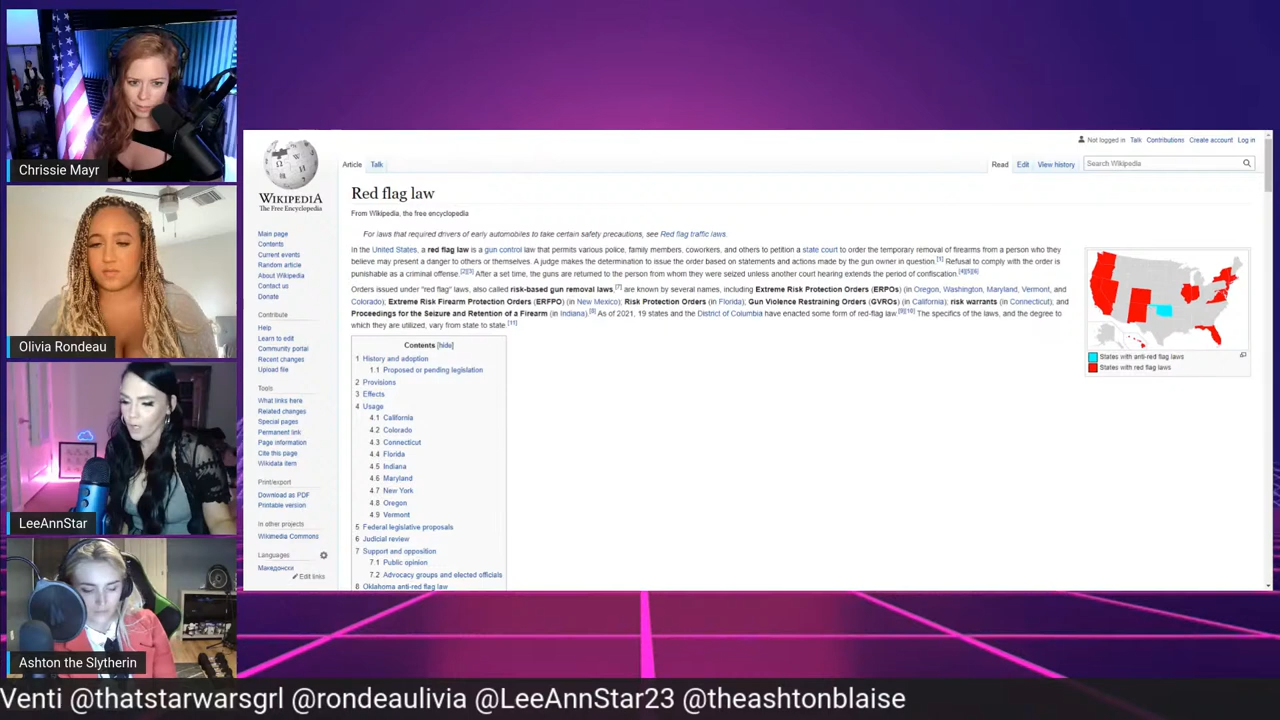 Chrissie Mayr
Olivia Rondeau
LeeAnnStar
Ashton the Slytherin
WIKIPEDIA
The Free Encyclopedia
Main page
Contents
Current events
Random article
About Wikipedia
Contact us
Donate
Contribute
Help
Learn to edit
Community portal
Recent changes
Upload file
Tools
What links here
Related changes
Special pages
Permanent link
Page information
Cite this page
Wikidata item
Print/export
Download as PDF
Printable version
In other projects
Wikimedia Commons
Languages
Македонски
Edit links
Not logged in Talk Contributions Create account Log in
Article Talk
Read Edit View history Search Wikipedia
Red flag law
From Wikipedia, the free encyclopedia
For laws that required drivers of early automobiles to take certain safety precautions, see Red flag traffic laws.
In the United States, a red flag law is a gun control law that permits various police, family members, coworkers, and others to petition a state court to order the temporary removal of firearms from a person who they
believe may present a danger to others or themselves. A judge makes the determination to issue the order based on statements and actions made by the gun owner in question.[1] Refusal to comply with the order is
punishable as a criminal offense.[2][3] After a set time, the guns are returned to the person from whom they were seized unless another court hearing extends the period of confiscation.[4][5][6]
Orders issued under "red flag" laws, also called risk-based gun removal laws,[7] are known by several names, including Extreme Risk Protection Orders (ERPOs) (in Oregon, Washington, Maryland, Vermont, and
Colorado); Extreme Risk Firearm Protection Orders (ERFPO) (in New Mexico); Risk Protection Orders (in Florida); Gun Violence Restraining Orders (GVROs) (in California); risk warrants (in Connecticut); and
Proceedings for the Seizure and Retention of a Firearm (in Indiana).[8] As of 2021, 19 states and the District of Columbia have enacted some form of red-flag law.[9][10] The specifics of the laws, and the degree to
which they are utilized, vary from state to state.[11]
Contents [hide]
1 History and adoption
1.1 Proposed or pending legislation
2 Provisions
3 Effects
4 Usage
4.1 California
4.2 Colorado
4.3 Connecticut
4.4 Florida
4.5 Indiana
4.6 Maryland
4.7 New York
4.8 Oregon
4.9 Vermont
5 Federal legislative proposals
6 Judicial review
7 Support and opposition
7.1 Public opinion
7.2 Advocacy groups and elected officials
8 Oklahoma anti-red flag law
States with anti-red flag laws
States with red flag laws
Venti @thatstarwarsgrl @rondeaulivia @LeeAnnStar23 @theashtonblaise